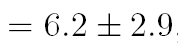 = 6.2 ± 2.9,